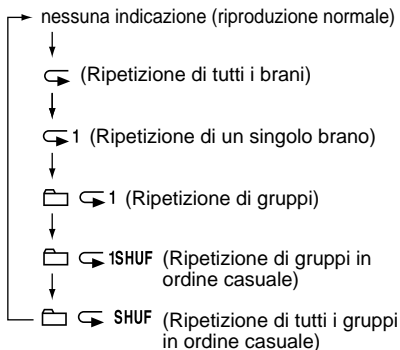 nessuna indicazione (riproduzione normale)
(Ripetizione di tutti i brani)
1 (Ripetizione di un singolo brano)
1 (Ripetizione di gruppi)
1SHUF (Ripetizione di gruppi in
ordine casuale)
SHUF (Ripetizione di tutti i gruppi
in ordine casuale)